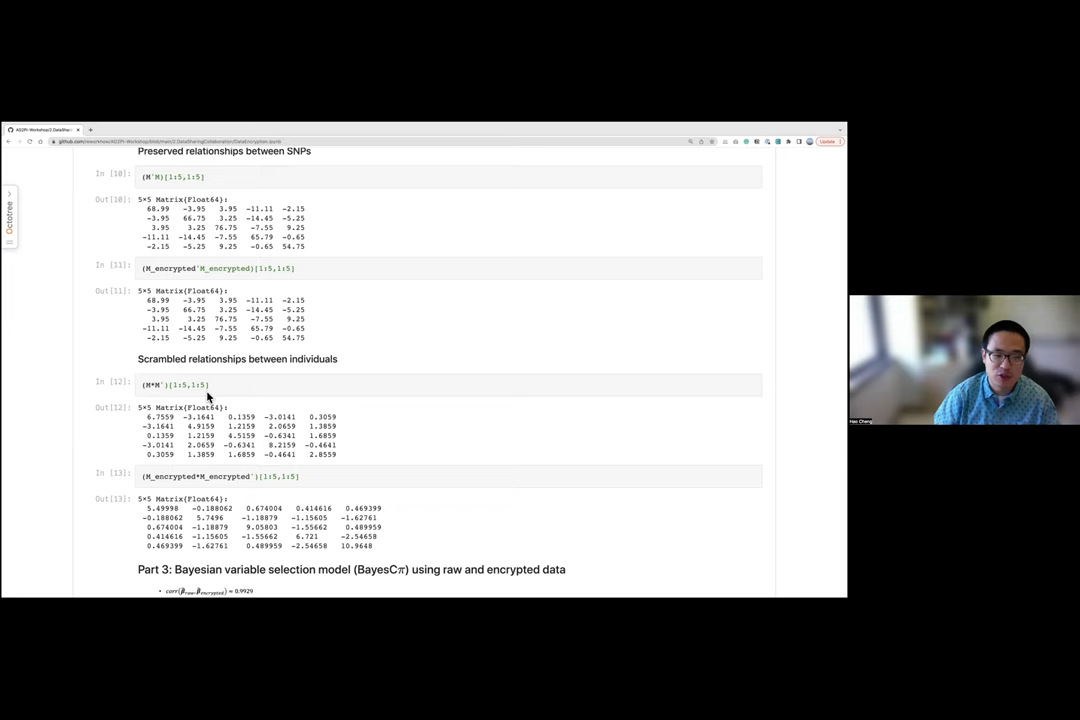 AG2PI-Workshop/2.DataShar
Update
Octotree
Preserved relationships between SNPs
In [10]:
(M'M)[1:5,1:5]
Out[10]:
5×5 Matrix{Float64}:
68.99 -3.95 3.95 -11.11 -2.15
-3.95 66.75 3.25 -14.45 -5.25
3.95 3.25 76.75 -7.55 9.25
-11.11 -14.45 -7.55 65.79 -0.65
-2.15 -5.25 9.25 -0.65 54.75
In [11]:
(M_encrypted'M_encrypted)[1:5,1:5]
Out[11]:
5×5 Matrix{Float64}:
68.99 -3.95 3.95 -11.11 -2.15
-3.95 66.75 3.25 -14.45 -5.25
3.95 3.25 76.75 -7.55 9.25
-11.11 -14.45 -7.55 65.79 -0.65
-2.15 -5.25 9.25 -0.65 54.75
Scrambled relationships between individuals
In [12]:
(M*M')[1:5,1:5]
Out[12]:
5×5 Matrix{Float64}:
6.7559 -3.1641 0.1359 -3.0141 0.3059
-3.1641 4.9159 1.2159 2.0659 1.3859
0.1359 1.2159 4.5159 -0.6341 1.6859
-3.0141 2.0659 -0.6341 8.2159 -0.4641
0.3059 1.3859 1.6859 -0.4641 2.8559
In [13]:
(M_encrypted*M_encrypted')[1:5,1:5]
Out[13]:
5×5 Matrix{Float64}:
5.49998 -0.188062 0.674004 0.414616 0.469399
-0.188062 5.7496 -1.18879 -1.15605 -1.62761
0.674004 -1.18879 9.05803 -1.55662 0.489959
0.414616 -1.15605 -1.55662 6.721 -2.54658
0.469399 -1.62761 0.489959 -2.54658 10.9648
Part 3: Bayesian variable selection model (BayesCπ) using raw and encrypted data
≈ 0.9929
Hao Cheng